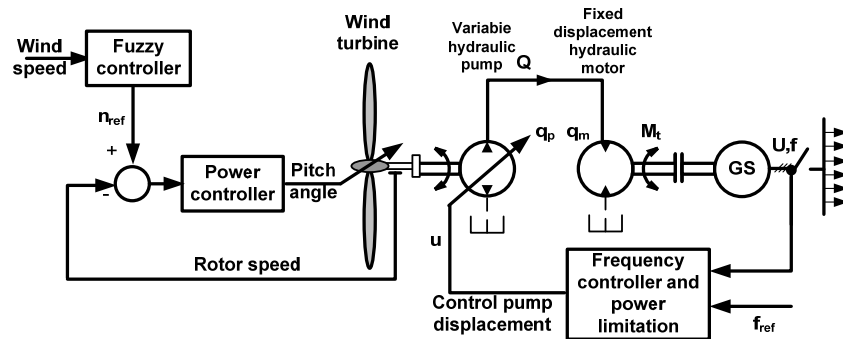 Wind
speed
Fuzzy
controller
n_ref
+
-
Power
controller
Pitch
angle
Rotor speed
Wind
turbine
Variable
hydraulic
pump
Fixed
displacement
hydraulic
motor
Q
q_p
q_m
M_t
GS
U,f
u
Control pump
displacement
Frequency
controller and
power
limitation
f_ref